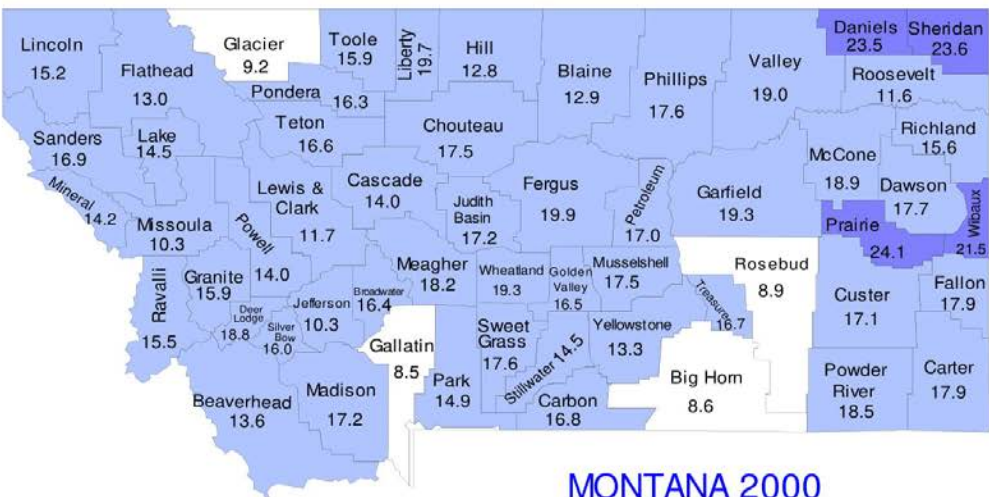 Lincoln
15.2
Flathead
13.0
Glacier
9.2
Toole
15.9
Liberty
19.7
Hill
12.8
Blaine
12.9
Phillips
17.6
Valley
19.0
Daniels
23.5
Sheridan
23.6
Roosevelt
11.6
Pondera
16.3
Teton
16.6
Chouteau
17.5
Richland
15.6
McCone
18.9
Dawson
17.7
Sanders
16.9
Lake
14.5
Mineral
14.2
Missoula
10.3
Powell
14.0
Lewis &
Clark
11.7
Cascade
14.0
Judith
Basin
17.2
Fergus
19.9
Petroleum
17.0
Garfield
19.3
Prairie
24.1
Wibaux
21.5
Ravalli
15.5
Granite
15.9
Deer
Lodge
18.8
Silver
Bow
16.0
Jefferson
10.3
Broadwater
16.4
Meagher
18.2
Wheatland
19.3
Golden
Valley
16.5
Musselshell
17.5
Rosebud
8.9
Treasure
16.7
Custer
17.1
Fallon
17.9
Gallatin
8.5
Park
14.9
Sweet
Grass
17.6
Stillwater 14.5
Yellowstone
13.3
Big Horn
8.6
Powder
River
18.5
Carter
17.9
Beaverhead
13.6
Madison
17.2
Carbon
16.8
MONTANA 2000